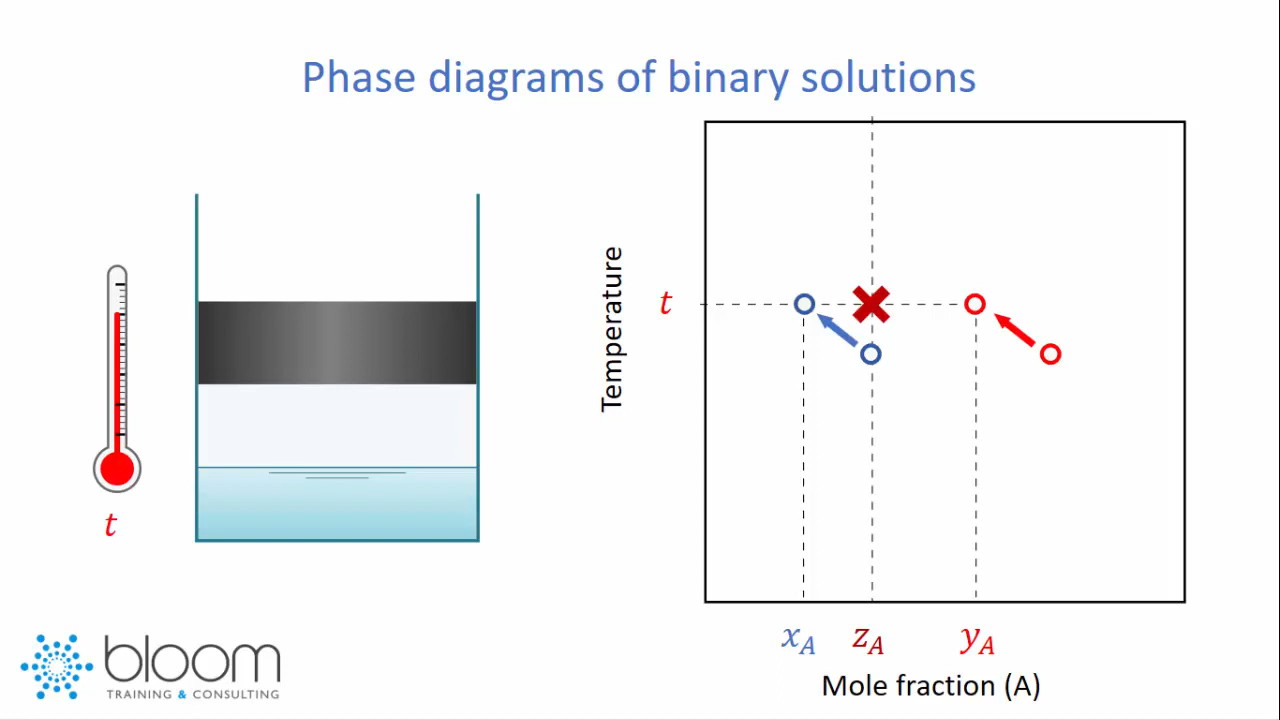 Phase diagrams of binary solutions
t
Temperature
t
x_A z_A y_A
Mole fraction (A)
bloom
TRAINING & CONSULTING